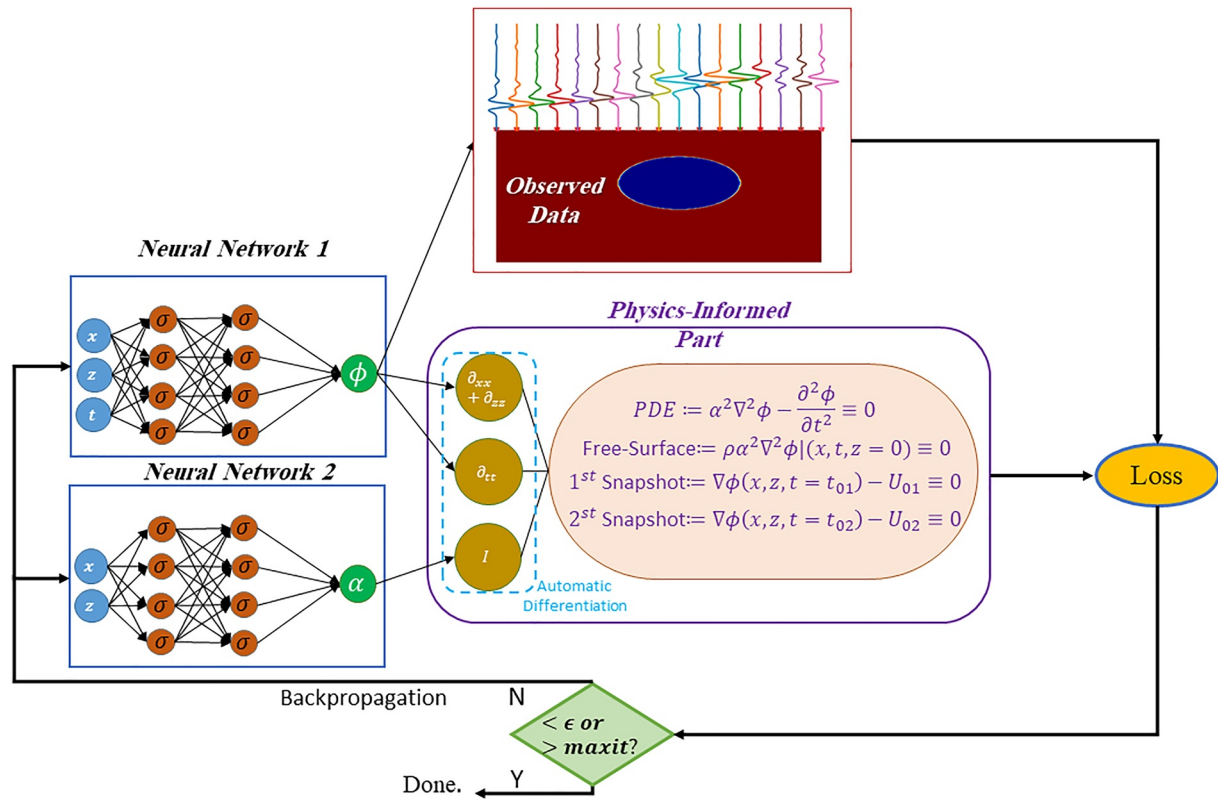 Observed
Data
Neural Network 1
x
z
t
σ σ
σ σ
σ σ
σ σ
ϕ
Physics-Informed
Part
∂xx
+ ∂zz
∂tt
I
Automatic
Differentiation
PDE ≔ α²∇²ϕ − ∂²ϕ/∂t² ≡ 0
Free-Surface≔ ρα²∇²ϕ|(x, t, z = 0) ≡ 0
1ˢᵗ Snapshot≔ ∇ϕ(x, z, t = t₀₁) − U₀₁ ≡ 0
2ˢᵗ Snapshot≔ ∇ϕ(x, z, t = t₀₂) − U₀₂ ≡ 0
Loss
Neural Network 2
x
z
σ σ
σ σ
σ σ
σ σ
α
Backpropagation
N
< ϵ or
> maxit?
Y
Done.